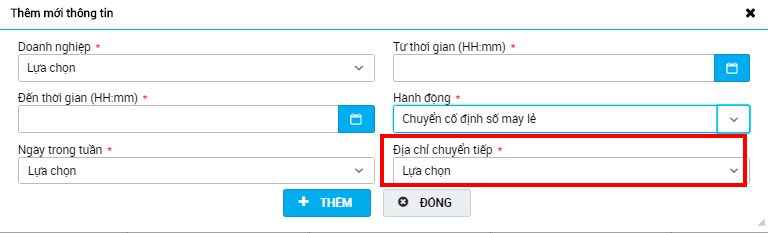 Thêm mới thông tin
Doanh nghiệp *
Từ thời gian (HH:mm) *
Lựa chọn
Đến thời gian (HH:mm) *
Hành động *
Chuyển cố định số máy lẻ
Ngày trong tuần *
Địa chỉ chuyển tiếp *
Lựa chọn
Lựa chọn
THÊM
ĐÓNG